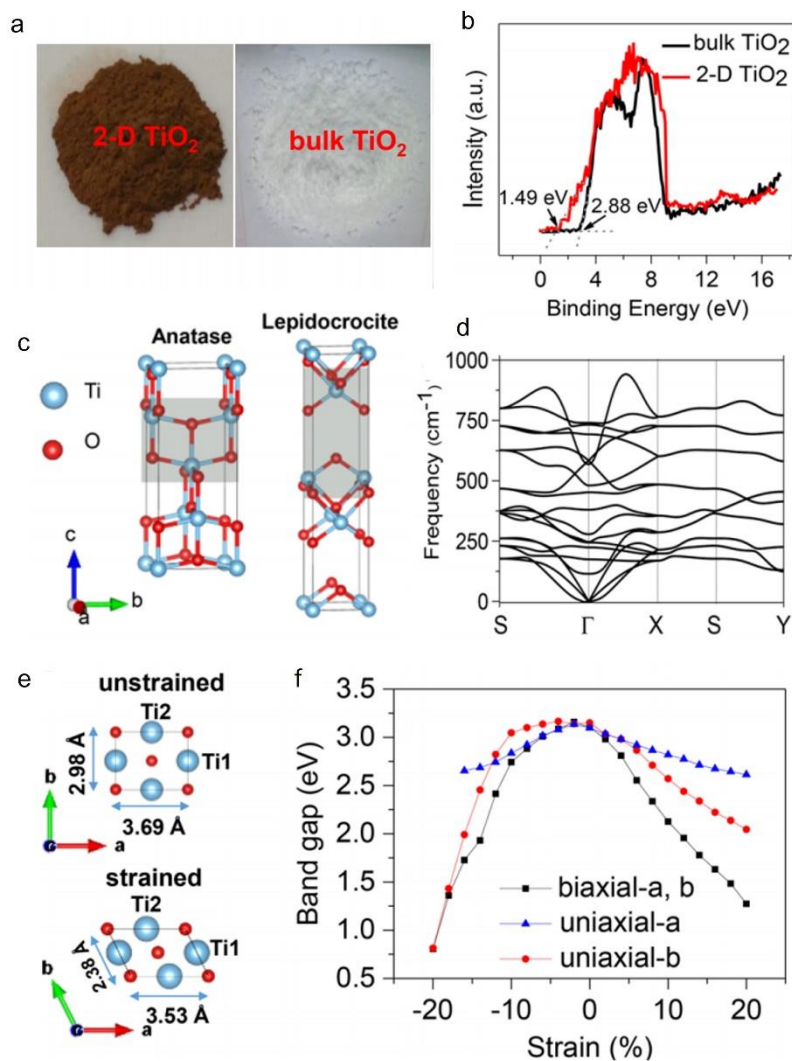 a
2-D TiO₂
bulk TiO₂
b
bulk TiO₂
2-D TiO₂
1.49 eV
2.88 eV
Intensity (a.u.)
0 4 8 12 16
Binding Energy (eV)
c
Anatase
Lepidocrocite
Ti
O
c
b
a
d
1000
750
500
250
0
Frequency (cm⁻¹)
S Γ X S Y
e
unstrained
Ti2
Ti1
2.98 Å
3.69 Å
b
a
strained
Ti2
Ti1
2.38 Å
3.53 Å
b
a
f
3.5
3.0
2.5
2.0
1.5
1.0
0.5
Band gap (eV)
biaxial-a, b
uniaxial-a
uniaxial-b
-20 -10 0 10 20
Strain (%)